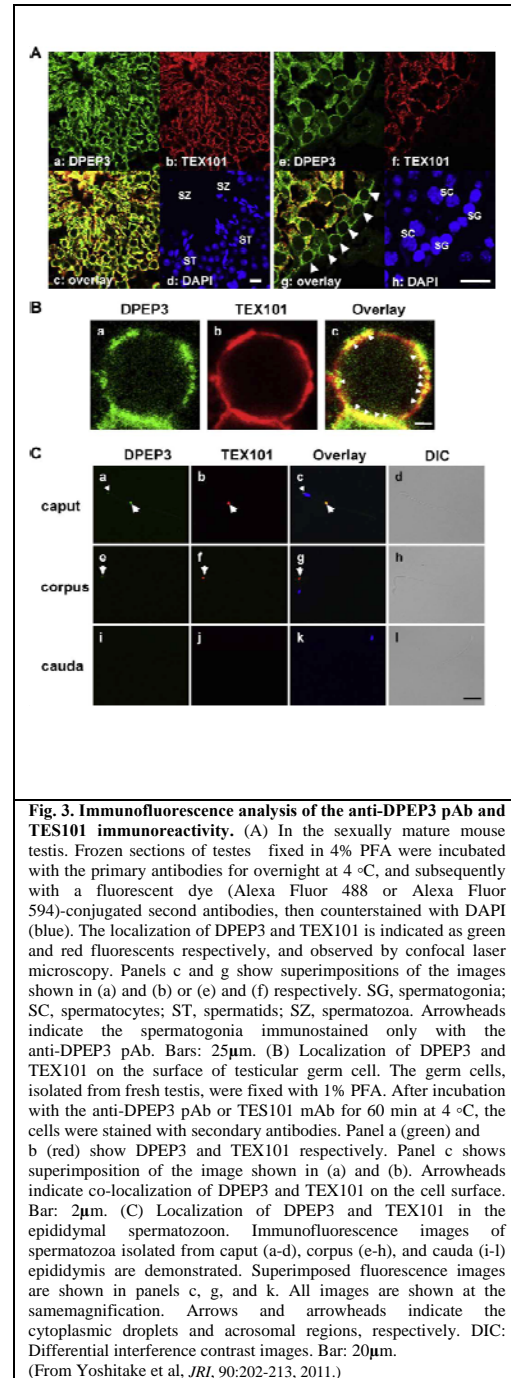 A
a: DPEP3 b: TEX101 e: DPEP3 f: TEX101
SZ SZ ST ST SC SG SC SG
c: overlay d: DAPI g: overlay h: DAPI
B
DPEP3 TEX101 Overlay
a b c
C
DPEP3 TEX101 Overlay DIC
caput a b c d
corpus e f g h
cauda i j k l
Fig. 3. Immunofluorescence analysis of the anti-DPEP3 pAb and
TES101 immunoreactivity. (A) In the sexually mature mouse
testis. Frozen sections of testes fixed in 4% PFA were incubated
with the primary antibodies for overnight at 4 ◦C, and subsequently
with a fluorescent dye (Alexa Fluor 488 or Alexa Fluor
594)-conjugated second antibodies, then counterstained with DAPI
(blue). The localization of DPEP3 and TEX101 is indicated as green
and red fluorescents respectively, and observed by confocal laser
microscopy. Panels c and g show superimpositions of the images
shown in (a) and (b) or (e) and (f) respectively. SG, spermatogonia;
SC, spermatocytes; ST, spermatids; SZ, spermatozoa. Arrowheads
indicate the spermatogonia immunostained only with the
anti-DPEP3 pAb. Bars: 25μm. (B) Localization of DPEP3 and
TEX101 on the surface of testicular germ cell. The germ cells,
isolated from fresh testis, were fixed with 1% PFA. After incubation
with the anti-DPEP3 pAb or TES101 mAb for 60 min at 4 ◦C, the
cells were stained with secondary antibodies. Panel a (green) and
b (red) show DPEP3 and TEX101 respectively. Panel c shows
superimposition of the image shown in (a) and (b). Arrowheads
indicate co-localization of DPEP3 and TEX101 on the cell surface.
Bar: 2μm. (C) Localization of DPEP3 and TEX101 in the
epididymal spermatozoon. Immunofluorescence images of
spermatozoa isolated from caput (a-d), corpus (e-h), and cauda (i-l)
epididymis are demonstrated. Superimposed fluorescence images
are shown in panels c, g, and k. All images are shown at the
samemagnification. Arrows and arrowheads indicate the
cytoplasmic droplets and acrosomal regions, respectively. DIC:
Differential interference contrast images. Bar: 20μm.
(From Yoshitake et al, JRI, 90:202-213, 2011.)